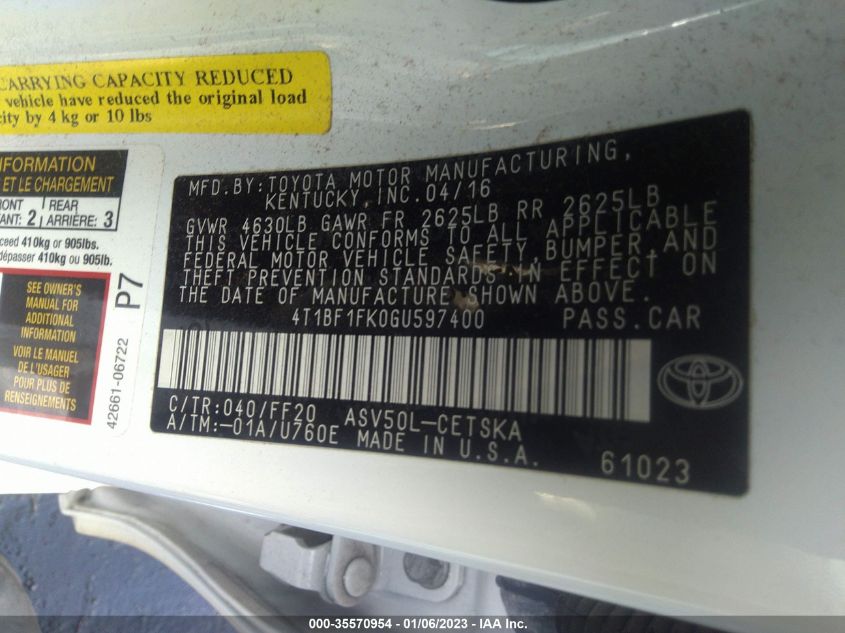 CARRYING CAPACITY REDUCED
vehicle have reduced the original load
city by 4 kg or 10 lbs
INFORMATION
ET LE CHARGEMENT
RONT REAR
ANT: 2 ARRIÈRE: 3
ceed 410kg or 905lbs.
dépasser 410kg ou 905lb.
SEE OWNER'S
MANUAL FOR
ADDITIONAL
INFORMATION
VOIR LE MANUEL
DE L'USAGER
POUR PLUS DE
RENSEIGNEMENTS
P7
42661-06722
MFD.BY:TOYOTA MOTOR MANUFACTURING,
KENTUCKY,INC.04/16
GVWR 4630LB GAWR FR 2625LB RR 2625LB
THIS VEHICLE CONFORMS TO ALL APPLICABLE
FEDERAL MOTOR VEHICLE SAFETY,BUMPER,AND
THEFT PREVENTION STANDARDS IN EFFECT ON
THE DATE OF MANUFACTURE SHOWN ABOVE.
4T1BF1FK0GU597400 PASS.CAR
C/TR:040/FF20 ASV50L-CETSKA
A/TM:-01A/U760E MADE IN U.S.A.
61023
000-35570954 | 01/06/2023 | IAA Inc.